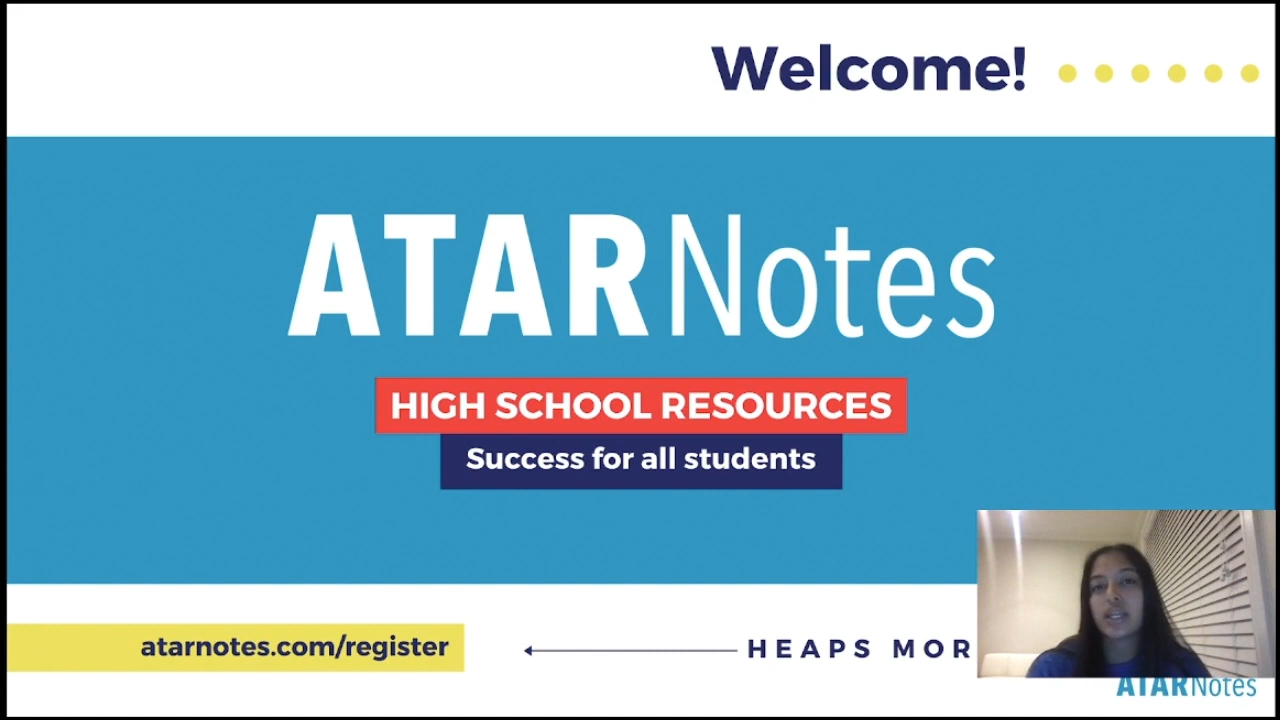 Welcome!
ATARNotes
HIGH SCHOOL RESOURCES
Success for all students
atarnotes.com/register
HEAPS MOR
ATARNotes